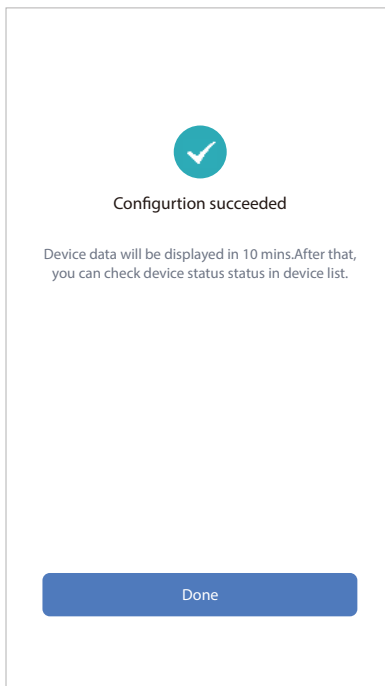 Configurtion succeeded
Device data will be displayed in 10 mins.After that,
you can check device status status in device list.
Done